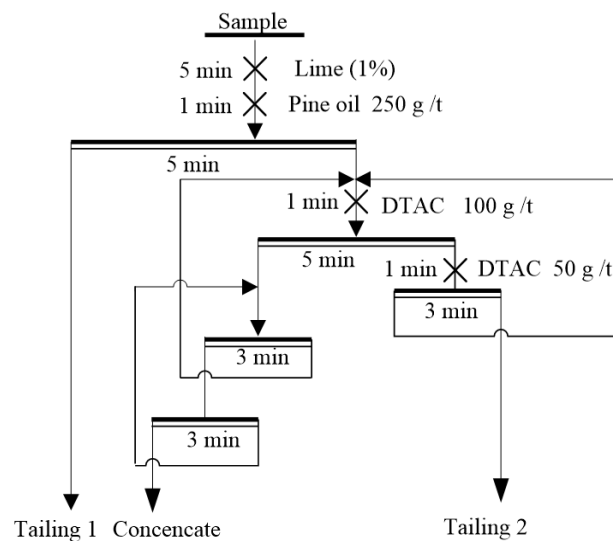 Sample
5 min Lime (1%)
1 min Pine oil 250 g /t
5 min
1 min DTAC 100 g /t
5 min
1 min DTAC 50 g /t
3 min
3 min
3 min
Tailing 1 Concencate Tailing 2